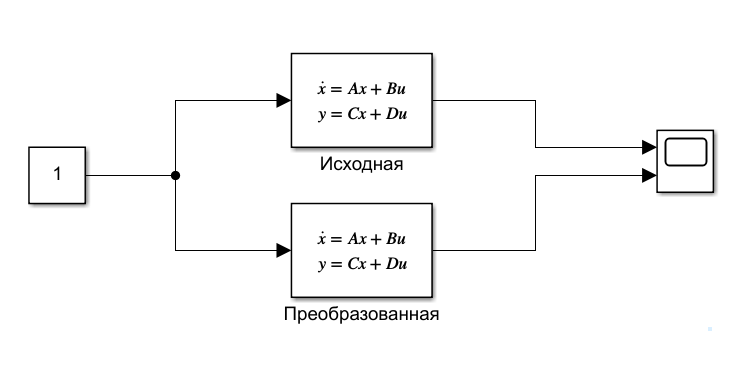 ẋ = Ax + Bu
y = Cx + Du
Исходная
1
ẋ = Ax + Bu
y = Cx + Du
Преобразованная